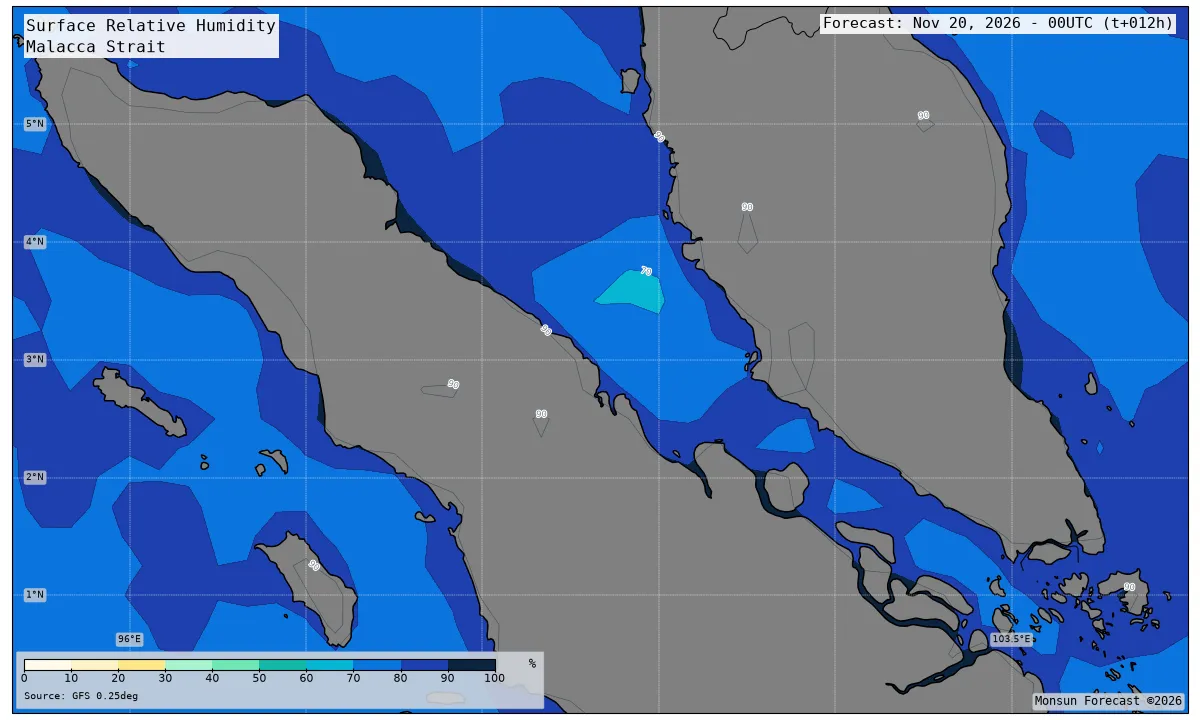 Surface Relative Humidity
Malacca Strait
Forecast: Nov 20, 2026 - 00UTC (t+012h)
90
5°N
90
90
4°N
70
90
3°N
90
90
2°N
90
90
1°N
96°E
103.5°E
%
0 10 20 30 40 50 60 70 80 90 100
Source: GFS 0.25deg
Monsun Forecast ©2026